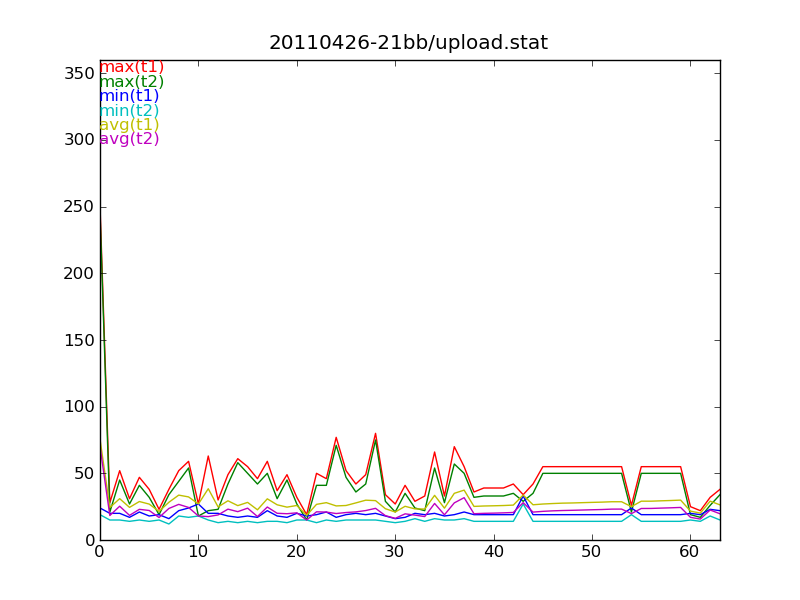 20110426-21bb/upload.stat
max(t1)
max(t2)
min(t1)
min(t2)
avg(t1)
avg(t2)
350
300
250
200
150
100
50
0
0 10 20 30 40 50 60